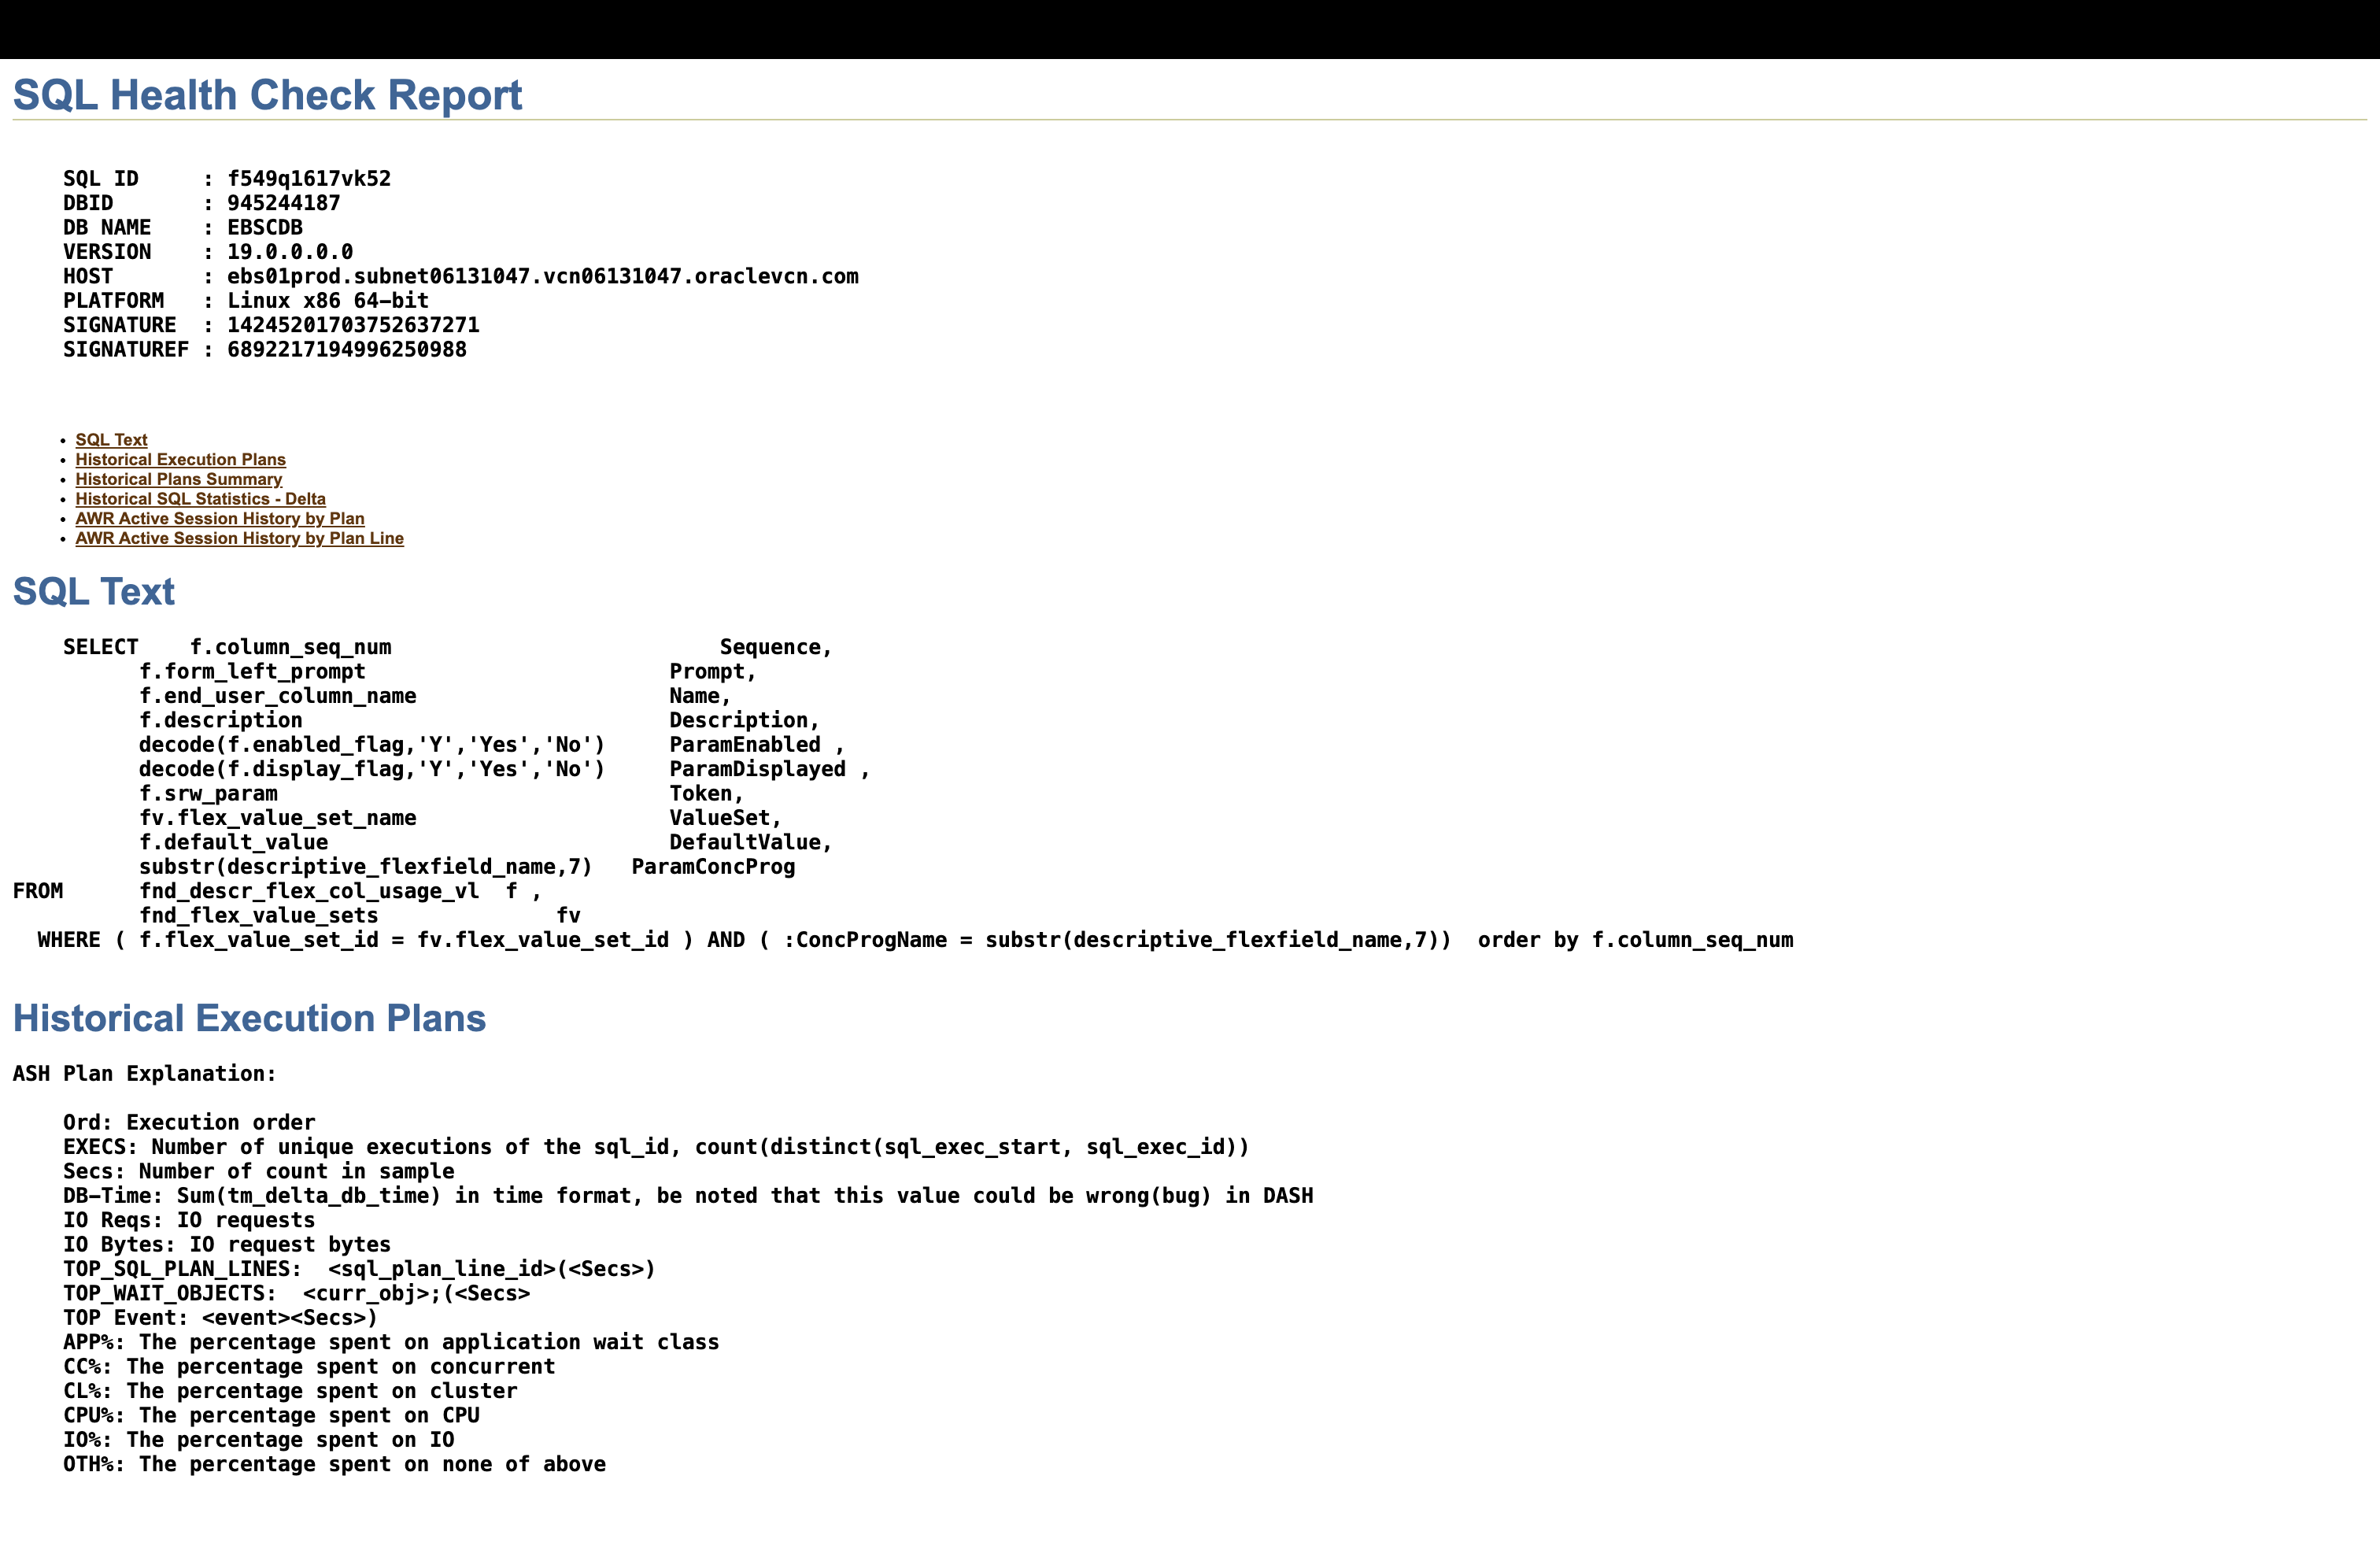 SQL Health Check Report
SQL ID     : f549q1617vk52
DBID       : 945244187
DB NAME    : EBSCDB
VERSION    : 19.0.0.0.0
HOST       : ebs01prod.subnet06131047.vcn06131047.oraclevcn.com
PLATFORM   : Linux x86 64-bit
SIGNATURE  : 14245201703752637271
SIGNATUREF : 6892217194996250988
• SQL Text
• Historical Execution Plans
• Historical Plans Summary
• Historical SQL Statistics - Delta
• AWR Active Session History by Plan
• AWR Active Session History by Plan Line
SQL Text
SELECT    f.column_seq_num                          Sequence,
f.form_left_prompt                        Prompt,
f.end_user_column_name                    Name,
f.description                             Description,
decode(f.enabled_flag,'Y','Yes','No')     ParamEnabled ,
decode(f.display_flag,'Y','Yes','No')     ParamDisplayed ,
f.srw_param                               Token,
fv.flex_value_set_name                    ValueSet,
f.default_value                           DefaultValue,
substr(descriptive_flexfield_name,7)   ParamConcProg
FROM      fnd_descr_flex_col_usage_vl  f ,
fnd_flex_value_sets              fv
WHERE ( f.flex_value_set_id = fv.flex_value_set_id ) AND ( :ConcProgName = substr(descriptive_flexfield_name,7))  order by f.column_seq_num
Historical Execution Plans
ASH Plan Explanation:
Ord: Execution order
EXECS: Number of unique executions of the sql_id, count(distinct(sql_exec_start, sql_exec_id))
Secs: Number of count in sample
DB-Time: Sum(tm_delta_db_time) in time format, be noted that this value could be wrong(bug) in DASH
IO Reqs: IO requests
IO Bytes: IO request bytes
TOP_SQL_PLAN_LINES:  <sql_plan_line_id>(<Secs>)
TOP_WAIT_OBJECTS:  <curr_obj>;(<Secs>
TOP Event: <event><Secs>)
APP%: The percentage spent on application wait class
CC%: The percentage spent on concurrent
CL%: The percentage spent on cluster
CPU%: The percentage spent on CPU
IO%: The percentage spent on IO
OTH%: The percentage spent on none of above